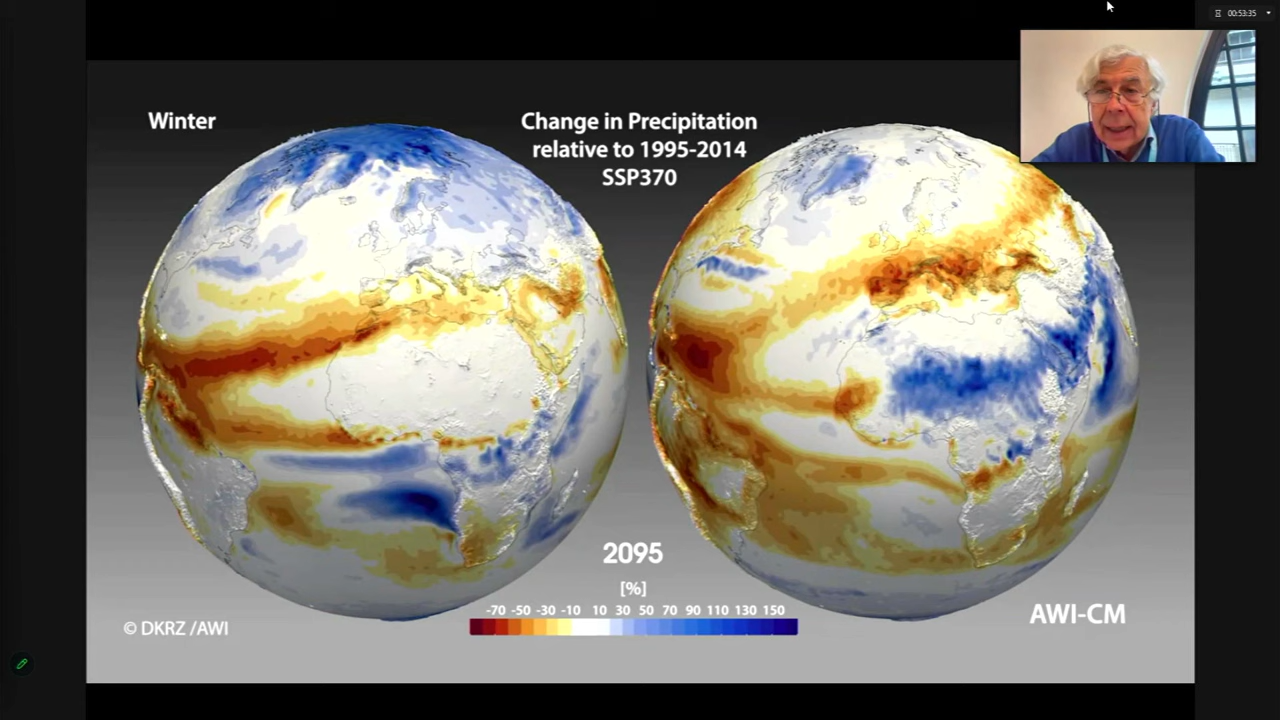 00:53:35
Winter
Change in Precipitation
relative to 1995-2014
SSP370
2095
[%]
-70 -50 -30 -10 10 30 50 70 90 110 130 150
© DKRZ /AWI
AWI-CM